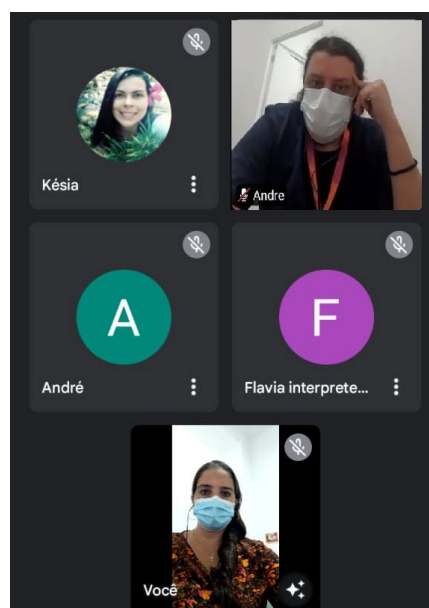 Késia
Andre
A
André
F
Flavia interprete...
Você